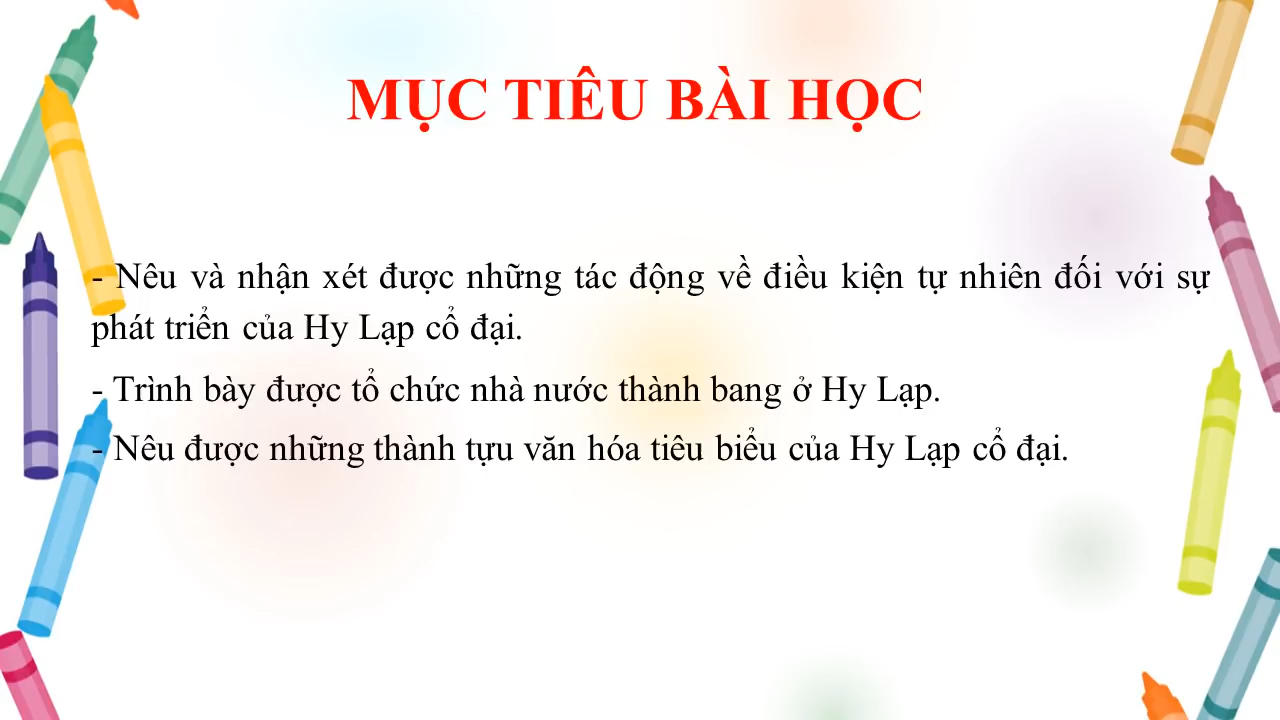 MỤC TIÊU BÀI HỌC
- Nêu và nhận xét được những tác động về điều kiện tự nhiên đối với sự
phát triển của Hy Lạp cổ đại.
- Trình bày được tổ chức nhà nước thành bang ở Hy Lạp.
- Nêu được những thành tựu văn hóa tiêu biểu của Hy Lạp cổ đại.